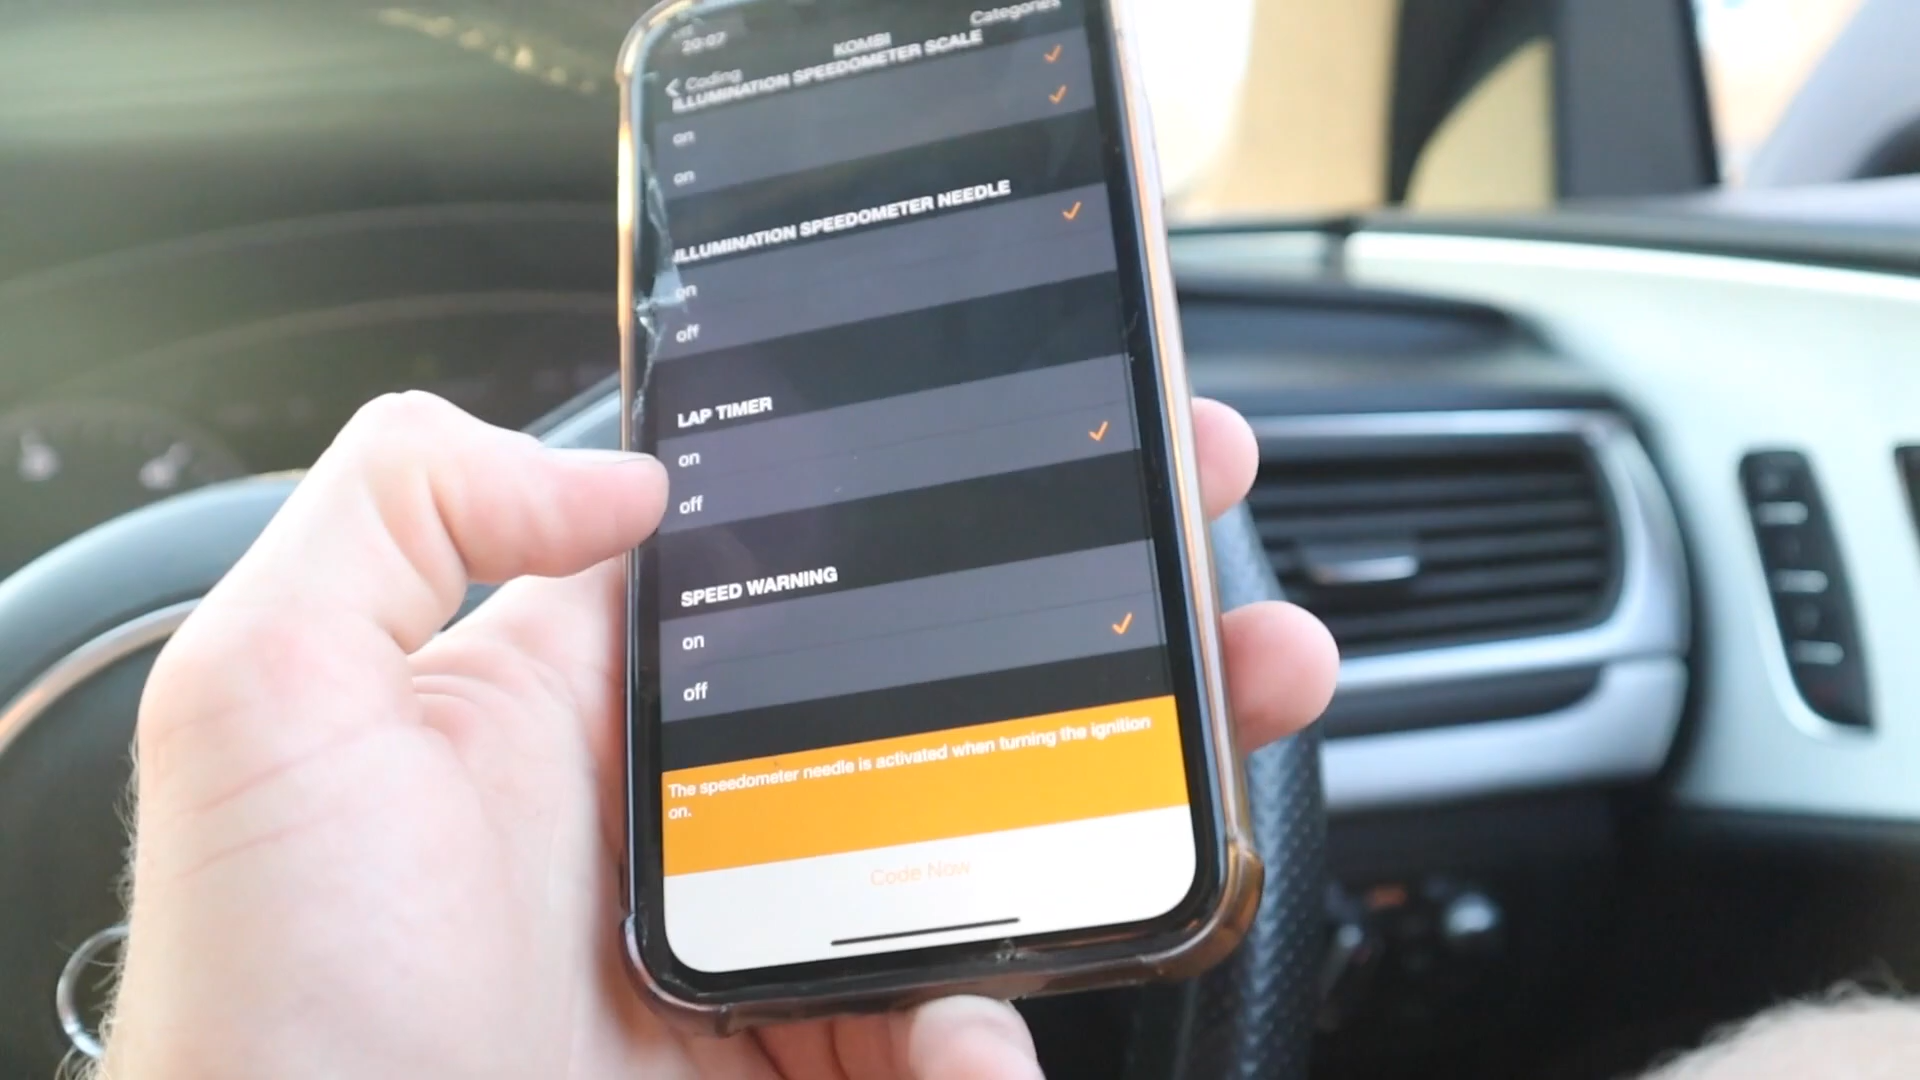 20:07
KOMBI
Categories
Coding
ILLUMINATION SPEEDOMETER SCALE
on
on
ILLUMINATION SPEEDOMETER NEEDLE
on
off
LAP TIMER
on
off
SPEED WARNING
on
off
The speedometer needle is activated when turning the ignition
on.
Code Now